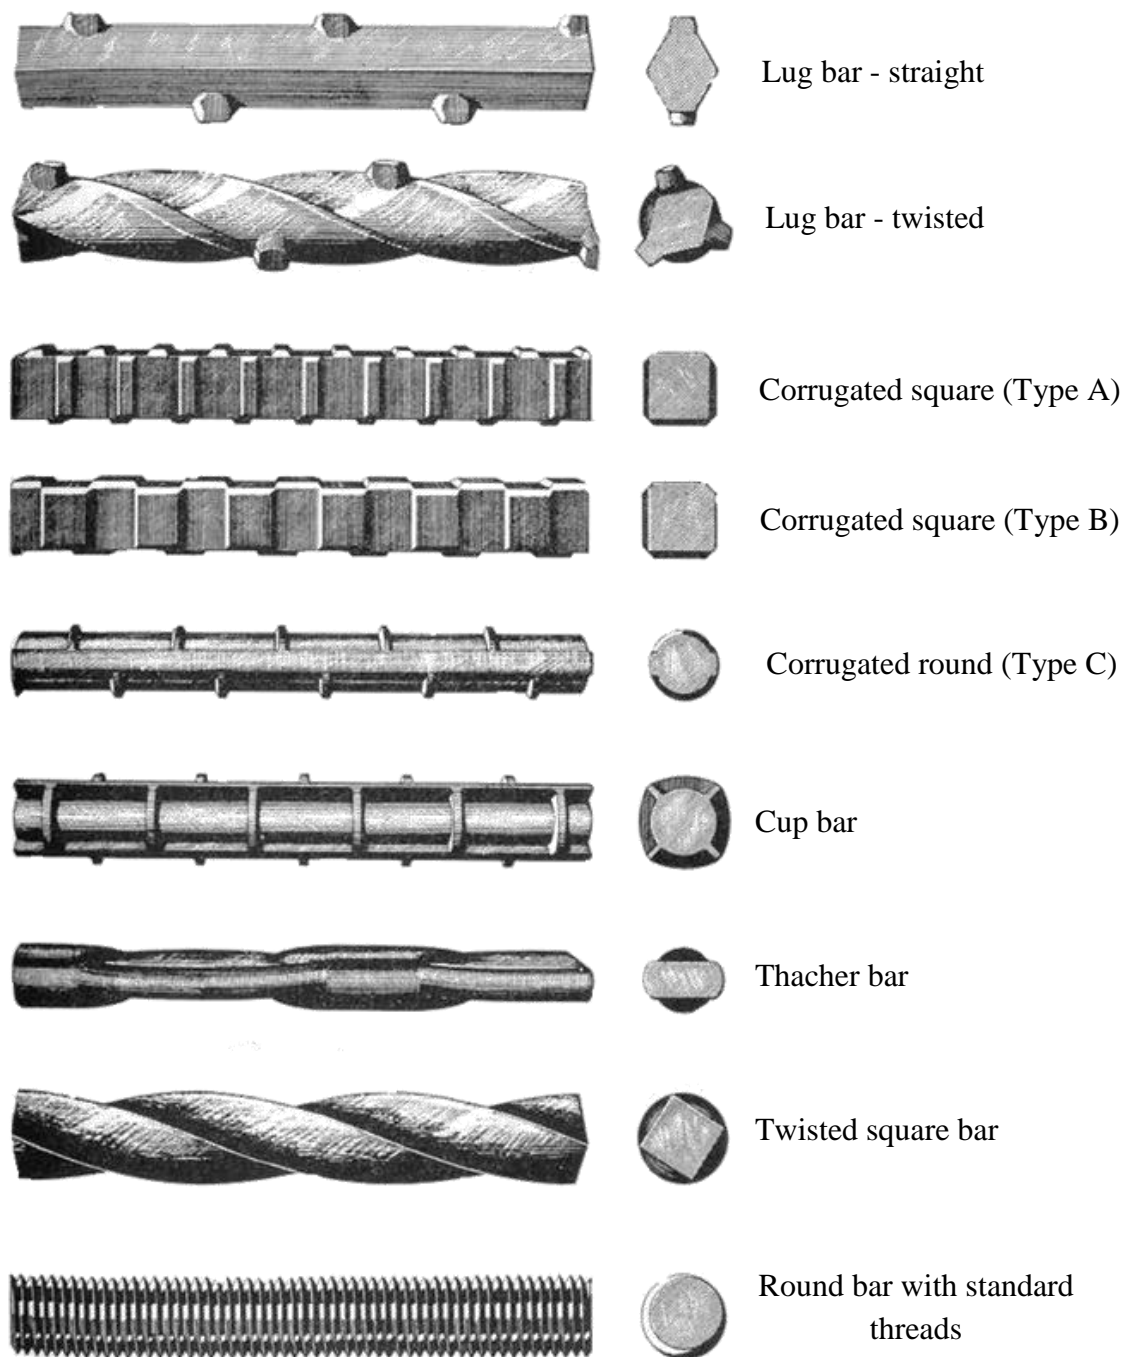 Lug bar - straight
Lug bar - twisted
Corrugated square (Type A)
Corrugated square (Type B)
Corrugated round (Type C)
Cup bar
Thacher bar
Twisted square bar
Round bar with standard
threads